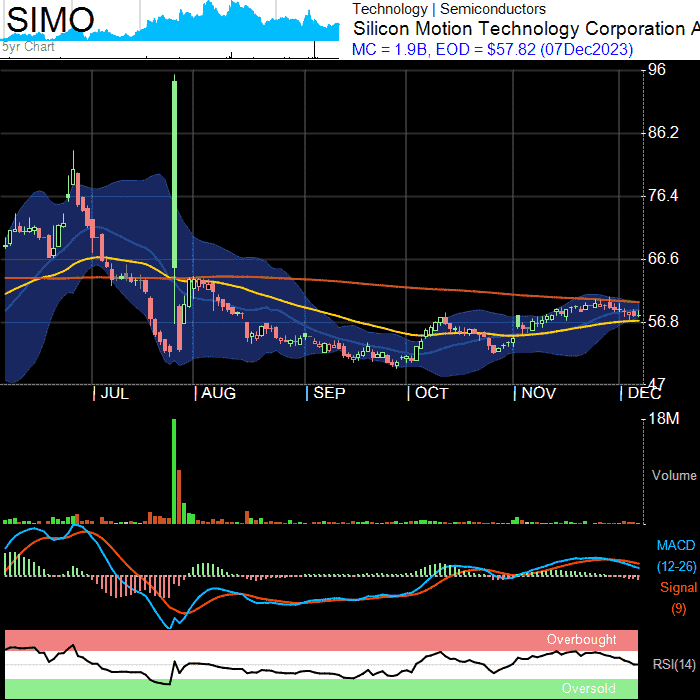 SIMO
5yr Chart
Technology | Semiconductors
Silicon Motion Technology Corporation A
MC = 1.9B, EOD = $57.82 (07Dec2023)
96
86.2
76.4
66.6
56.8
47
JUL
AUG
SEP
OCT
NOV
DEC
18M
Volume
MACD
(12-26)
Signal
(9)
Overbought
RSI(14)
Oversold